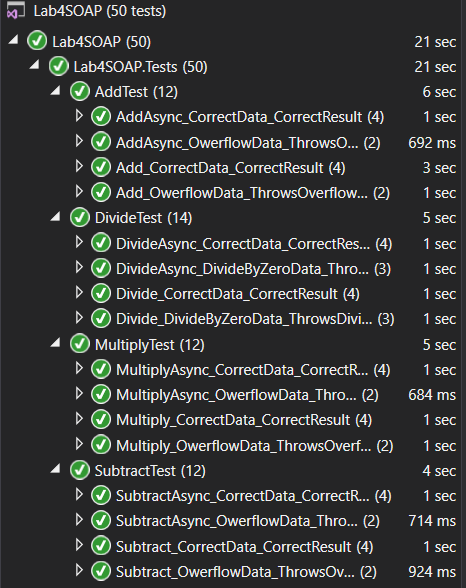 Lab4SOAP (50 tests)
Lab4SOAP (50) 21 sec
Lab4SOAP.Tests (50) 21 sec
AddTest (12) 6 sec
AddAsync_CorrectData_CorrectResult (4) 1 sec
AddAsync_OwerflowData_ThrowsO... (2) 692 ms
Add_CorrectData_CorrectResult (4) 3 sec
Add_OwerflowData_ThrowsOverflow... (2) 1 sec
DivideTest (14) 5 sec
DivideAsync_CorrectData_CorrectRes... (4) 1 sec
DivideAsync_DivideByZeroData_Thro... (3) 1 sec
Divide_CorrectData_CorrectResult (4) 1 sec
Divide_DivideByZeroData_ThrowsDivi... (3) 1 sec
MultiplyTest (12) 5 sec
MultiplyAsync_CorrectData_CorrectR... (4) 1 sec
MultiplyAsync_OwerflowData_Thro... (2) 684 ms
Multiply_CorrectData_CorrectResult (4) 1 sec
Multiply_OwerflowData_ThrowsOverf... (2) 1 sec
SubtractTest (12) 4 sec
SubtractAsync_CorrectData_CorrectR... (4) 1 sec
SubtractAsync_OwerflowData_Thro... (2) 714 ms
Subtract_CorrectData_CorrectResult (4) 1 sec
Subtract_OwerflowData_ThrowsOv... (2) 924 ms